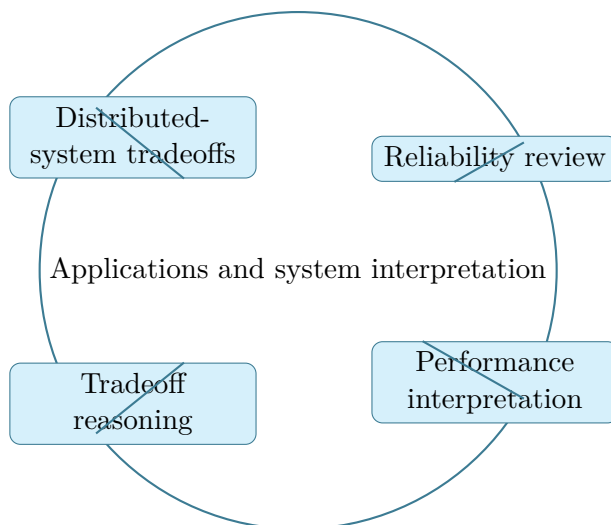 Distributed-
system tradeoffs
Reliability review
Applications and system interpretation
Tradeoff
reasoning
Performance
interpretation